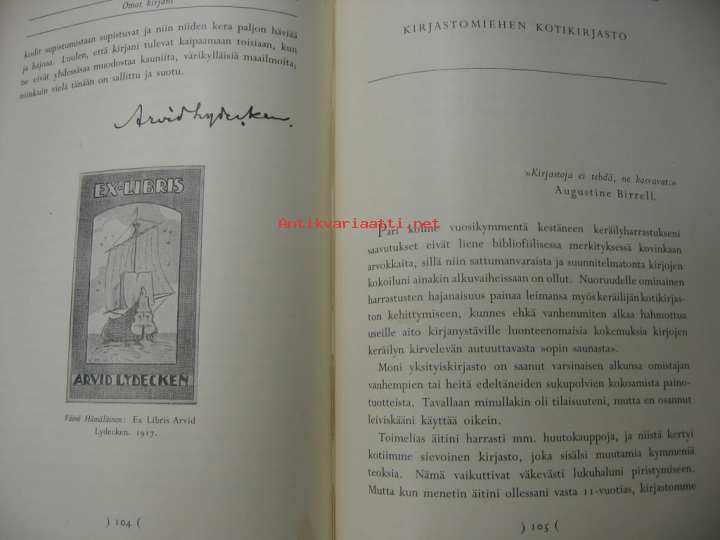 Omat kirjani
kodit supistumistaan supistuvat ja niin niiden kera paljon häviää
ja hajoaa. Luulen, että kirjani tulevat kaipaamaan toisiaan, kun
ne eivät yhdessäsaa muodostaa kauniita, värikylläisiä maailmoita,
niinkuin vielä tänään on sallittu ja suotu.
Arvid Lydecken.
EX-LIBRIS
ARVID LYDECKEN
Väinö Hämäläinen: Ex Libris Arvid
Lydecken. 1917.
) 104 (
Antikvariaatti.net
KIRJASTOMIEHEN KOTIKIRJASTO
»Kirjastoja ei tehdä, ne kasvavat.»
Augustine Birrell.
Pari kolme vuosikymmentä kestäneen keräilyharrastukseni
saavutukset eivät liene bibliofiilisessa merkityksessä kovinkaan
arvokkaita, sillä niin sattumanvaraista ja suunnitelmatonta kirjojen
kokoiluni ainakin alkuvaiheissaan on ollut. Nuoruudelle ominainen
harrastusten hajanaisuus painaa leimansa myös keräilijän kotikirjas-
ton kehittymiseen, kunnes ehkä vanhemmiten alkaa hahmottua
useille aito kirjanystäville luonteenomaisia kokemuksia kirjojen
keräilyn kirvelevän autuuttavasta »opin saunasta».
Moni yksityiskirjasto on saanut varsinaisen alkunsa omistajan
vanhempien tai heitä edeltäneiden sukupolvien kokoamista paino-
tuotteista. Tavallaan minullakin oli tilaisuuteni, mutta en osannut
leiviskääni käyttää oikein.
Toimelias äitini harrasti mm. huutokauppoja, ja niistä kertyi
kotiimme sievoinen kirjasto, joka sisälsi muutamia kymmeniä
teoksia. Nämä vaikuttivat väkevästi lukuhaluni piristymiseen.
Mutta kun menetin äitini ollessani vasta 11-vuotias, kirjastomme
) 105 (